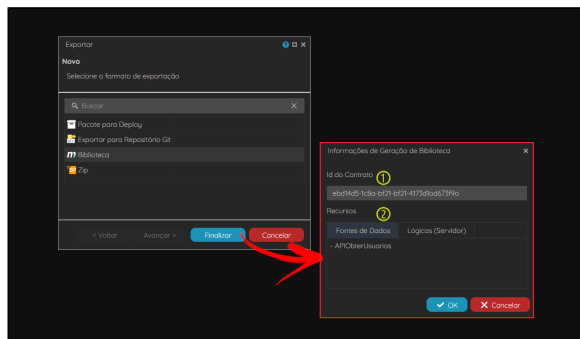 Exportar
Novo
Selecione o formato de exportação
Buscar
Pacote para Deploy
Exportar para Repositório Git
Biblioteca
Zip
< Voltar Avançar > Finalizar Cancelar
Informações de Geração de Biblioteca
Id do Contrato 1
ebd14d5-1c8a-bf21-bf21-4173d1ad673f9a
Recursos 2
Fontes de Dados Lógicas (Servidor)
- APIObterUsuarios
OK Cancelar